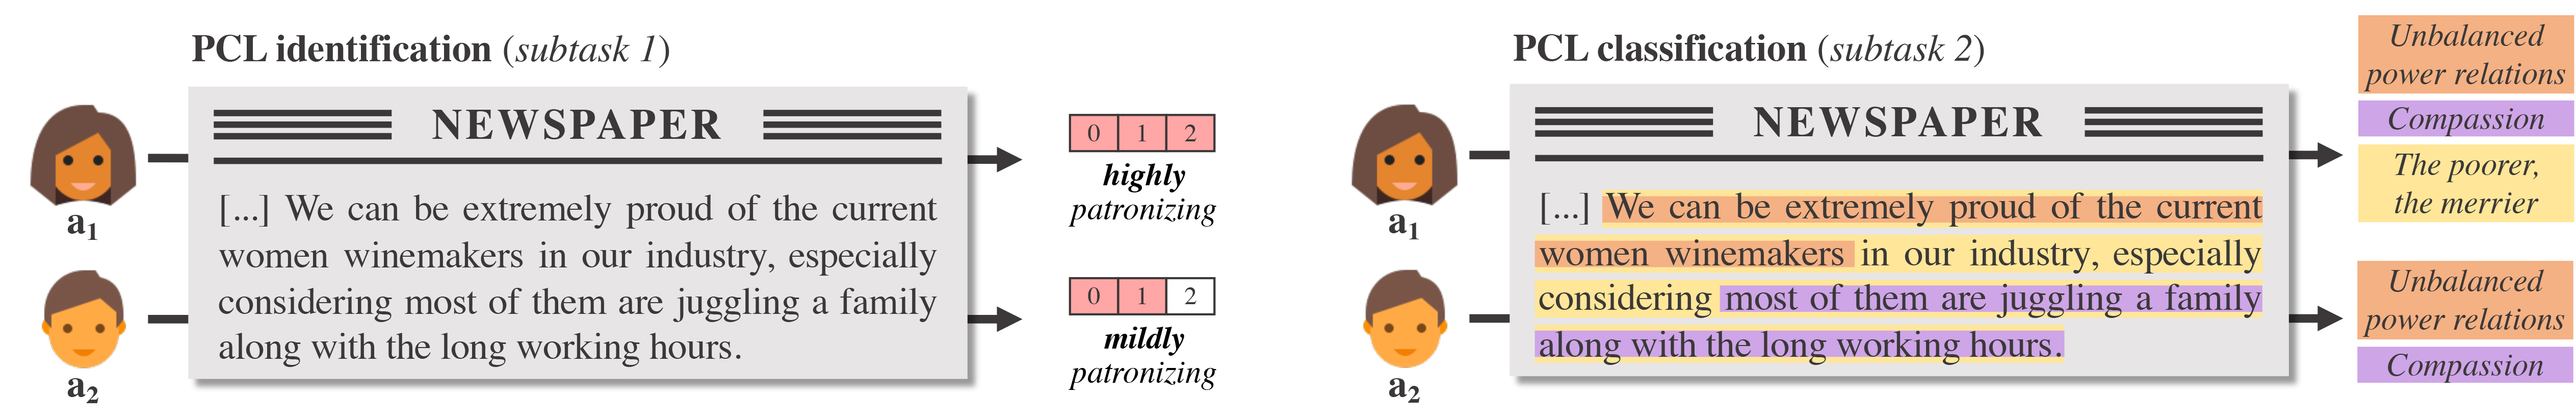 PCL identification (subtask 1)
NEWSPAPER
[...] We can be extremely proud of the current
women winemakers in our industry, especially
considering most of them are juggling a family
along with the long working hours.
a1
a2
0 1 2
highly
patronizing
0 1 2
mildly
patronizing
PCL classification (subtask 2)
NEWSPAPER
[...] We can be extremely proud of the current
women winemakers in our industry, especially
considering most of them are juggling a family
along with the long working hours.
a1
a2
Unbalanced
power relations
Compassion
The poorer,
the merrier
Unbalanced
power relations
Compassion